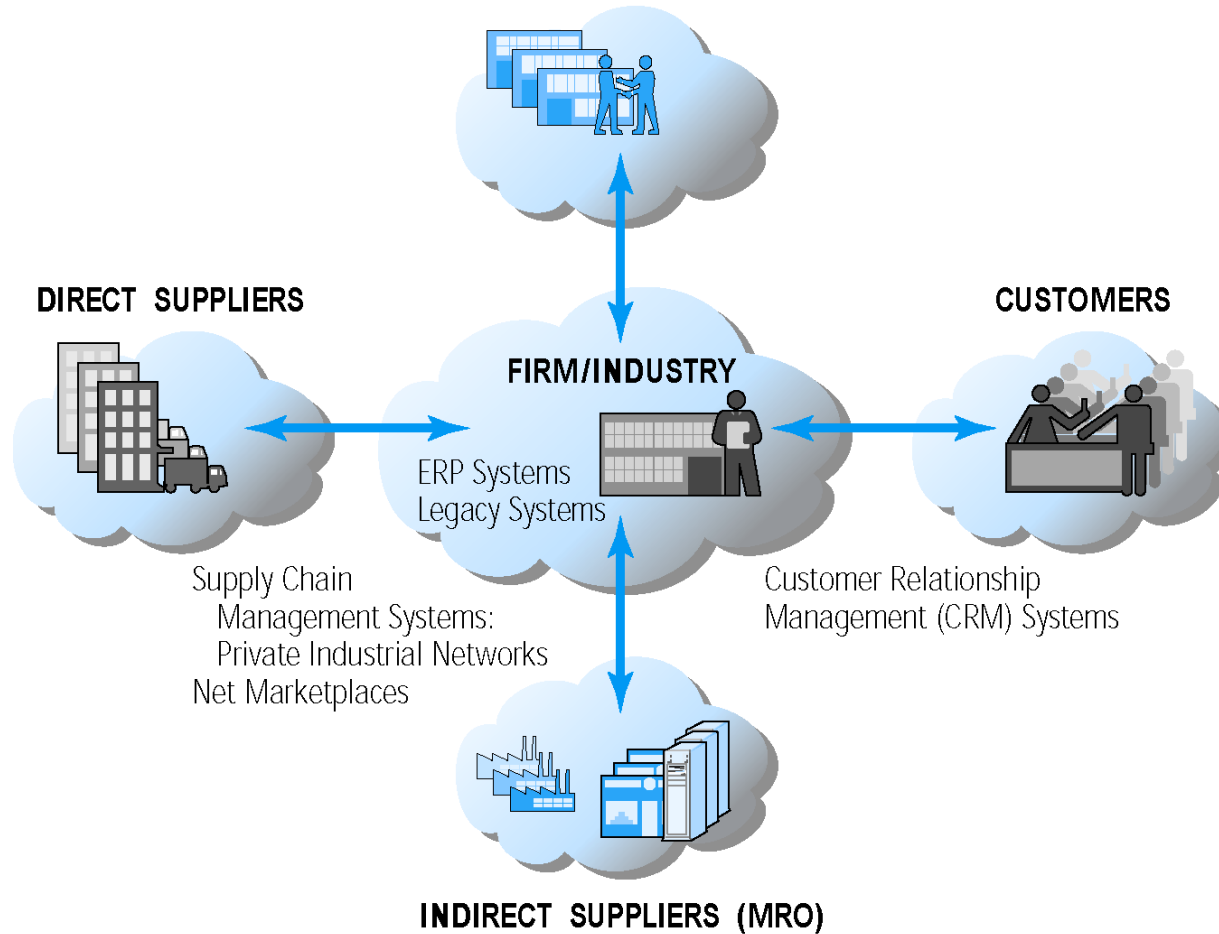 DIRECT SUPPLIERS
CUSTOMERS
FIRM/INDUSTRY
ERP Systems
Legacy Systems
Supply Chain
Management Systems:
Private Industrial Networks
Net Marketplaces
Customer Relationship
Management (CRM) Systems
INDIRECT SUPPLIERS (MRO)